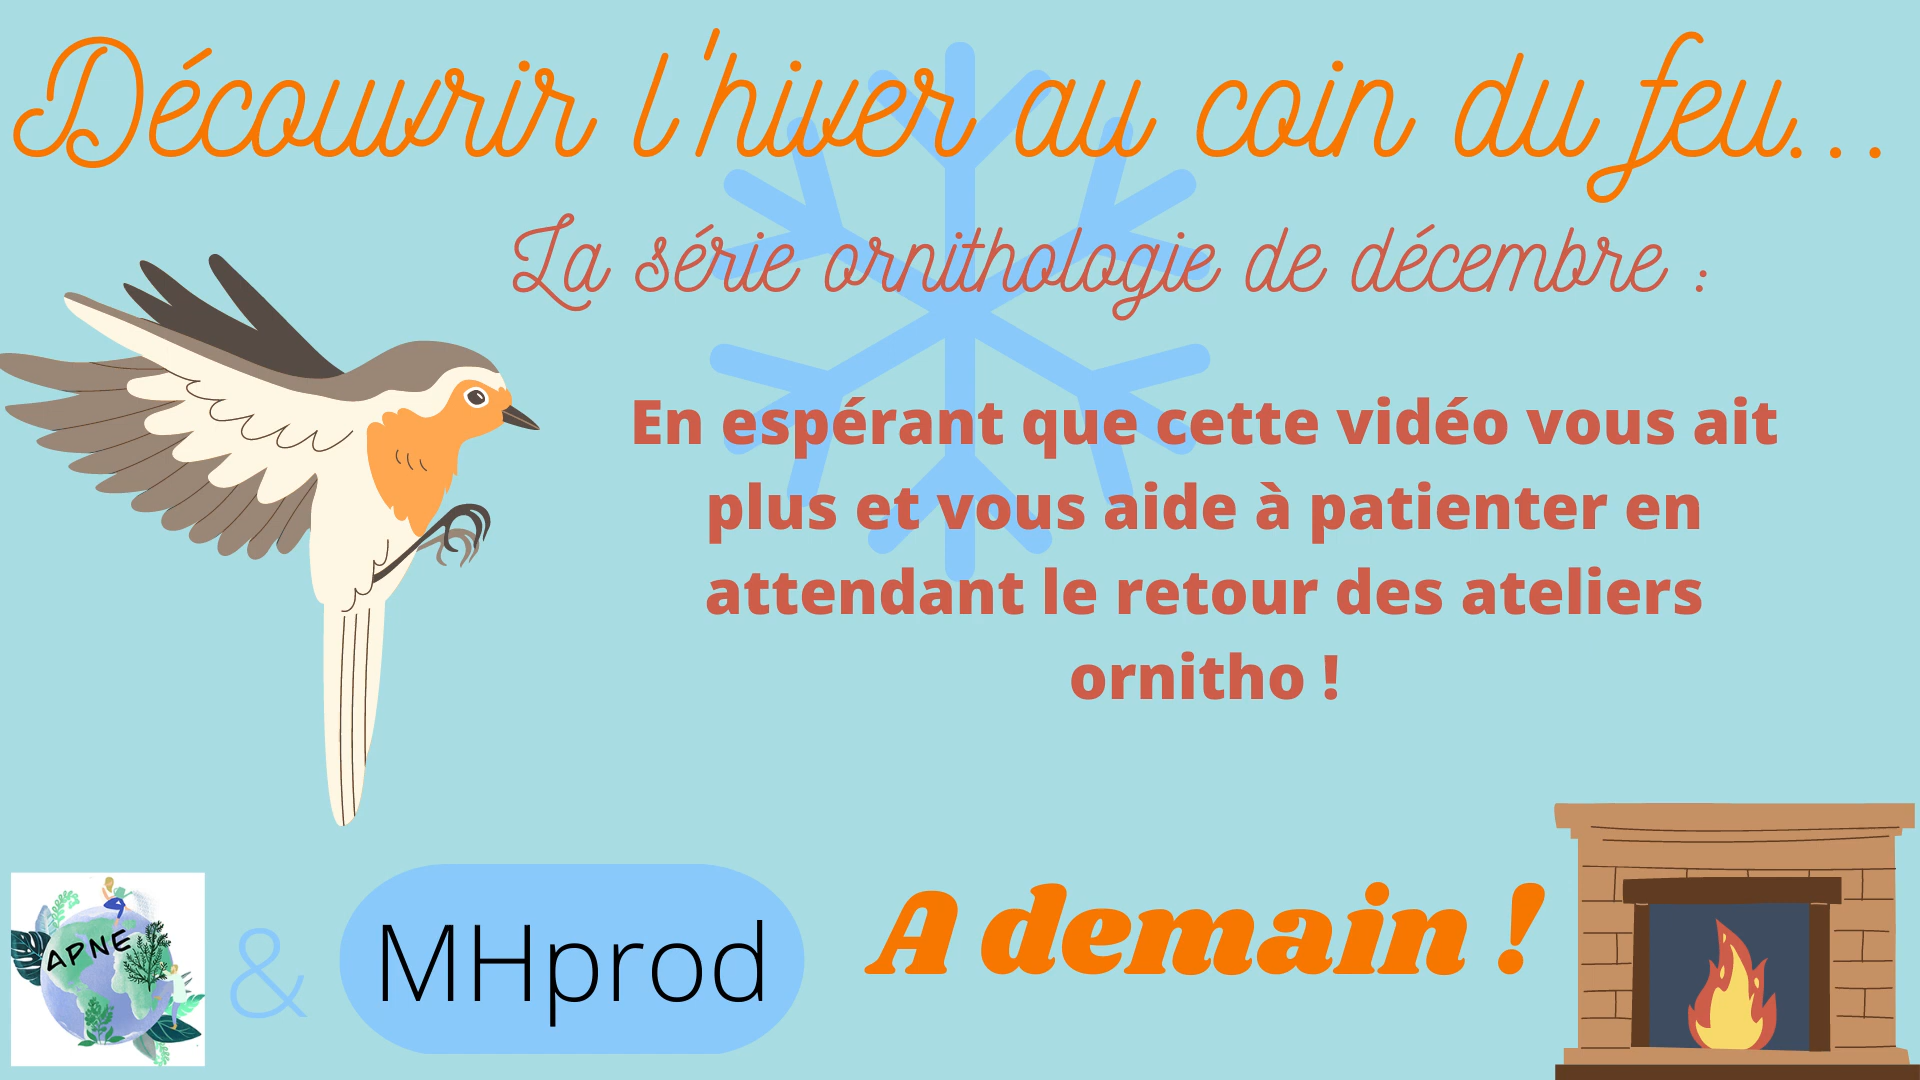 Découvrir l'hiver au coin du feu...
La série ornithologie de décembre :
En espérant que cette vidéo vous ait
plus et vous aide à patienter en
attendant le retour des ateliers
ornitho !
APNE
& MHprod
A demain !